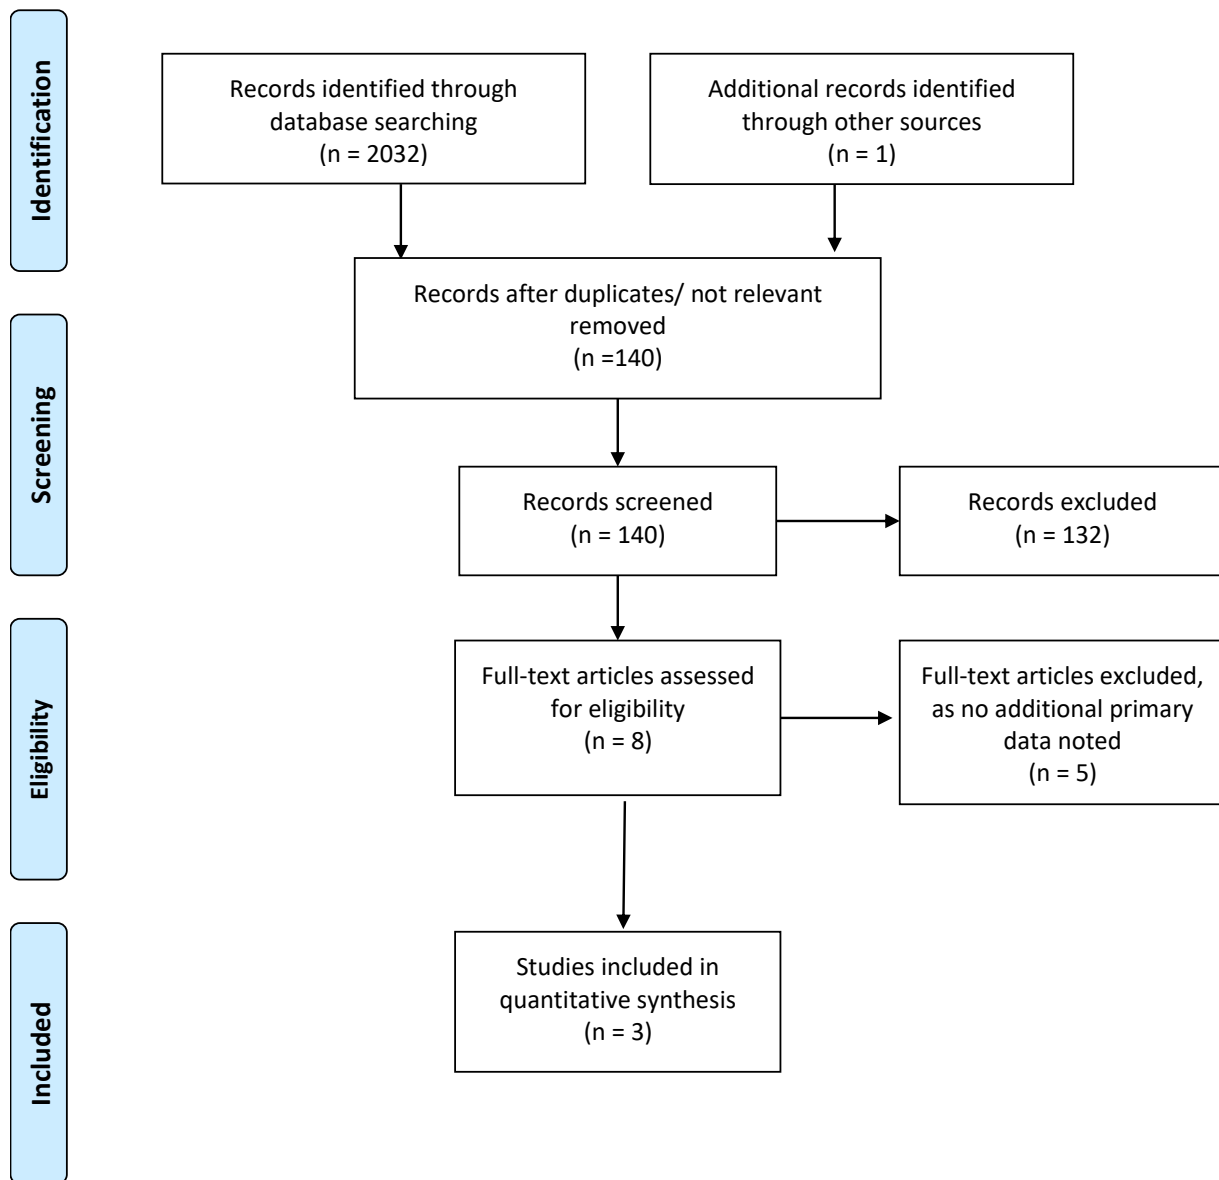 Identification
Records identified through
database searching
(n = 2032)
Additional records identified
through other sources
(n = 1)
Records after duplicates/ not relevant
removed
(n =140)
Screening
Records screened
(n = 140)
Records excluded
(n = 132)
Eligibility
Full-text articles assessed
for eligibility
(n = 8)
Full-text articles excluded,
as no additional primary
data noted
(n = 5)
Included
Studies included in
quantitative synthesis
(n = 3)